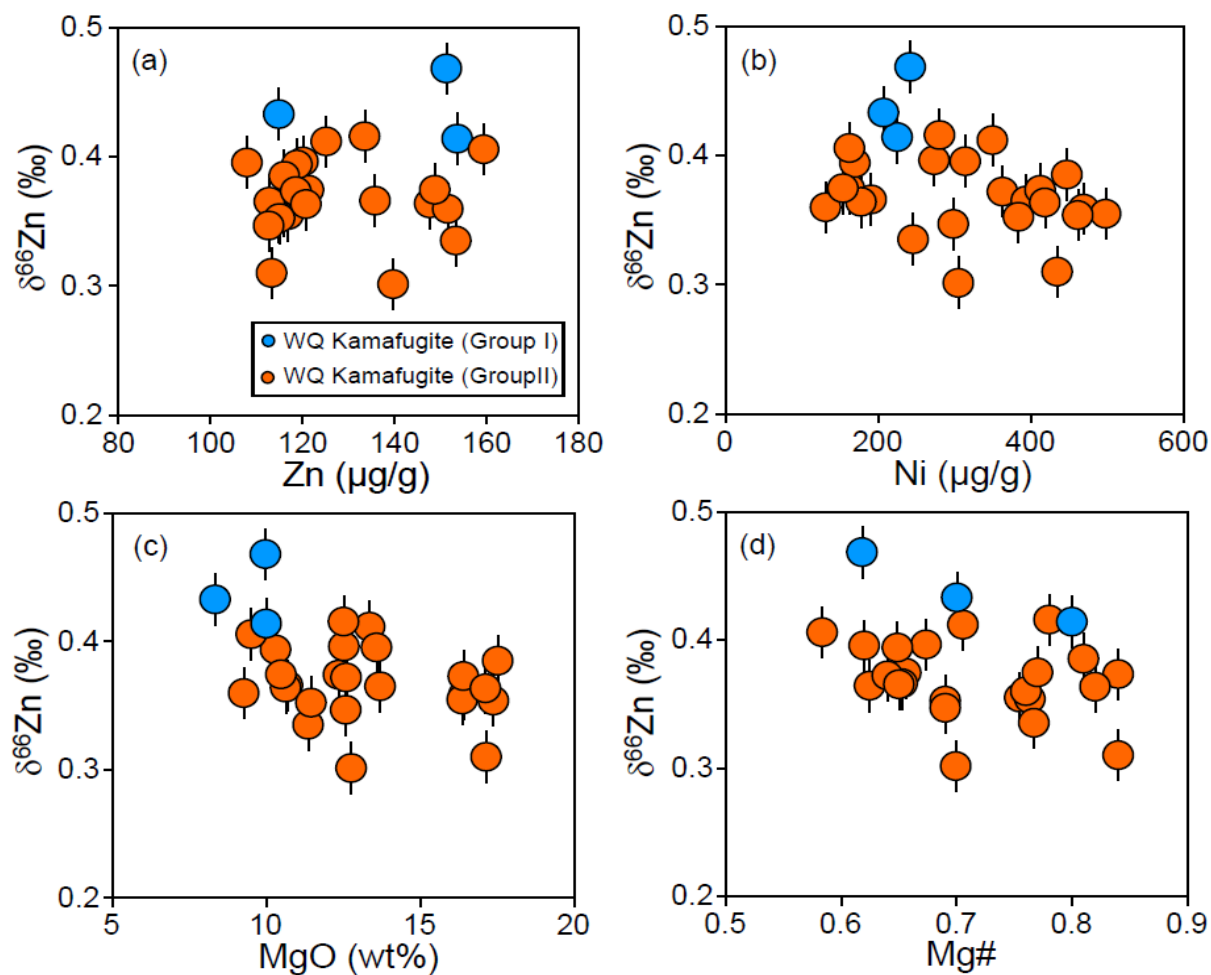 (a)
0.5
0.4
0.3
0.2
δ⁶⁶Zn (‰)
WQ Kamafugite (Group I)
WQ Kamafugite (GroupII)
80 100 120 140 160 180
Zn (µg/g)
(b)
0.5
0.4
0.3
0.2
δ⁶⁶Zn (‰)
0 200 400 600
Ni (µg/g)
(c)
0.5
0.4
0.3
0.2
δ⁶⁶Zn (‰)
5 10 15 20
MgO (wt%)
(d)
0.5
0.4
0.3
0.2
δ⁶⁶Zn (‰)
0.5 0.6 0.7 0.8 0.9
Mg#